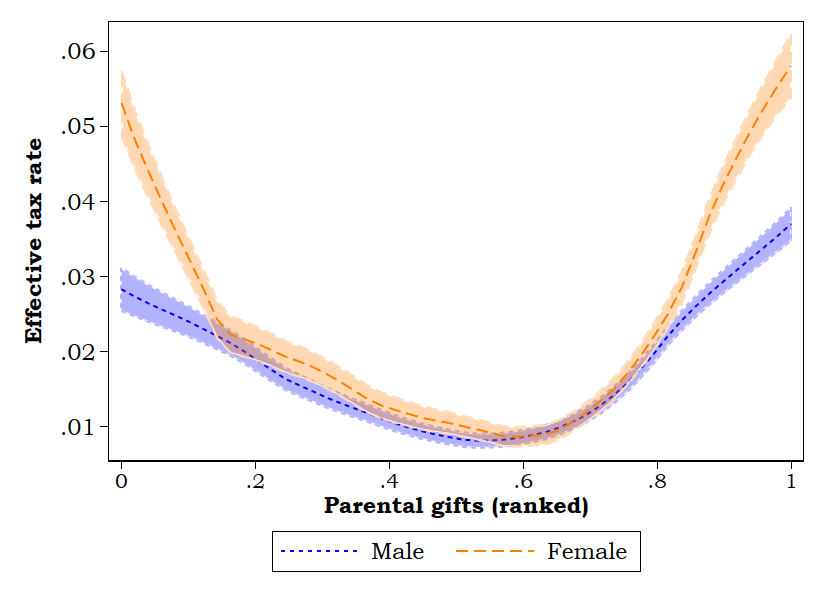 .06
.05
.04
.03
.02
.01
Effective tax rate
0 .2 .4 .6 .8 1
Parental gifts (ranked)
Male Female